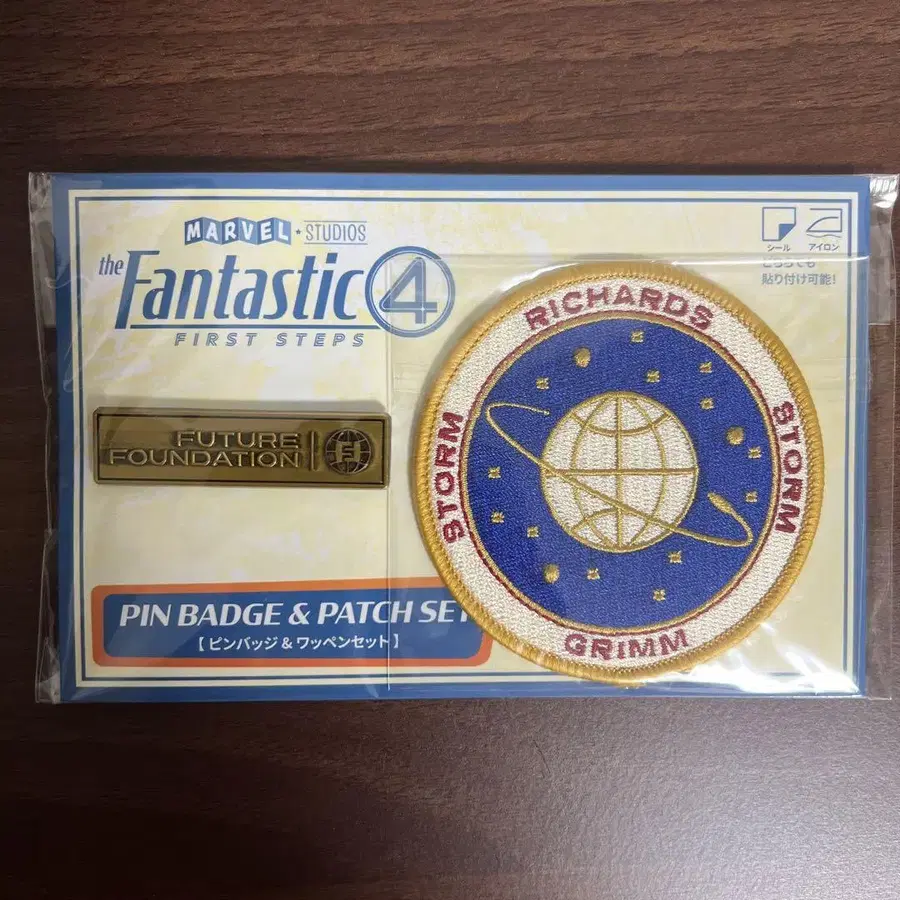 MARVEL STUDIOS
the Fantastic 4
FIRST STEPS
シール アイロン
どちらでも
貼り付け可能!
RICHARDS
STORM
STORM
GRIMM
FUTURE
FOUNDATION
PIN BADGE & PATCH SET
【ピンバッジ&ワッペンセット】